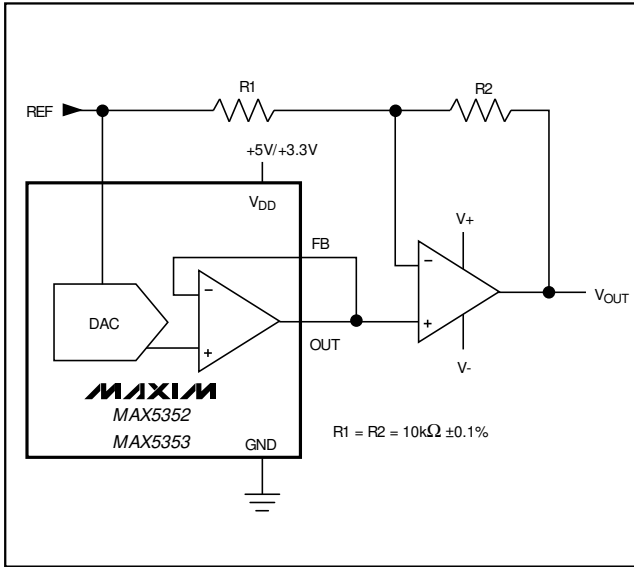 R1
R2
REF
+5V/+3.3V
VDD
FB
V+
DAC
−
+
−
+
OUT
VOUT
V-
MAXIM
MAX5352
MAX5353
GND
R1 = R2 = 10kΩ ±0.1%